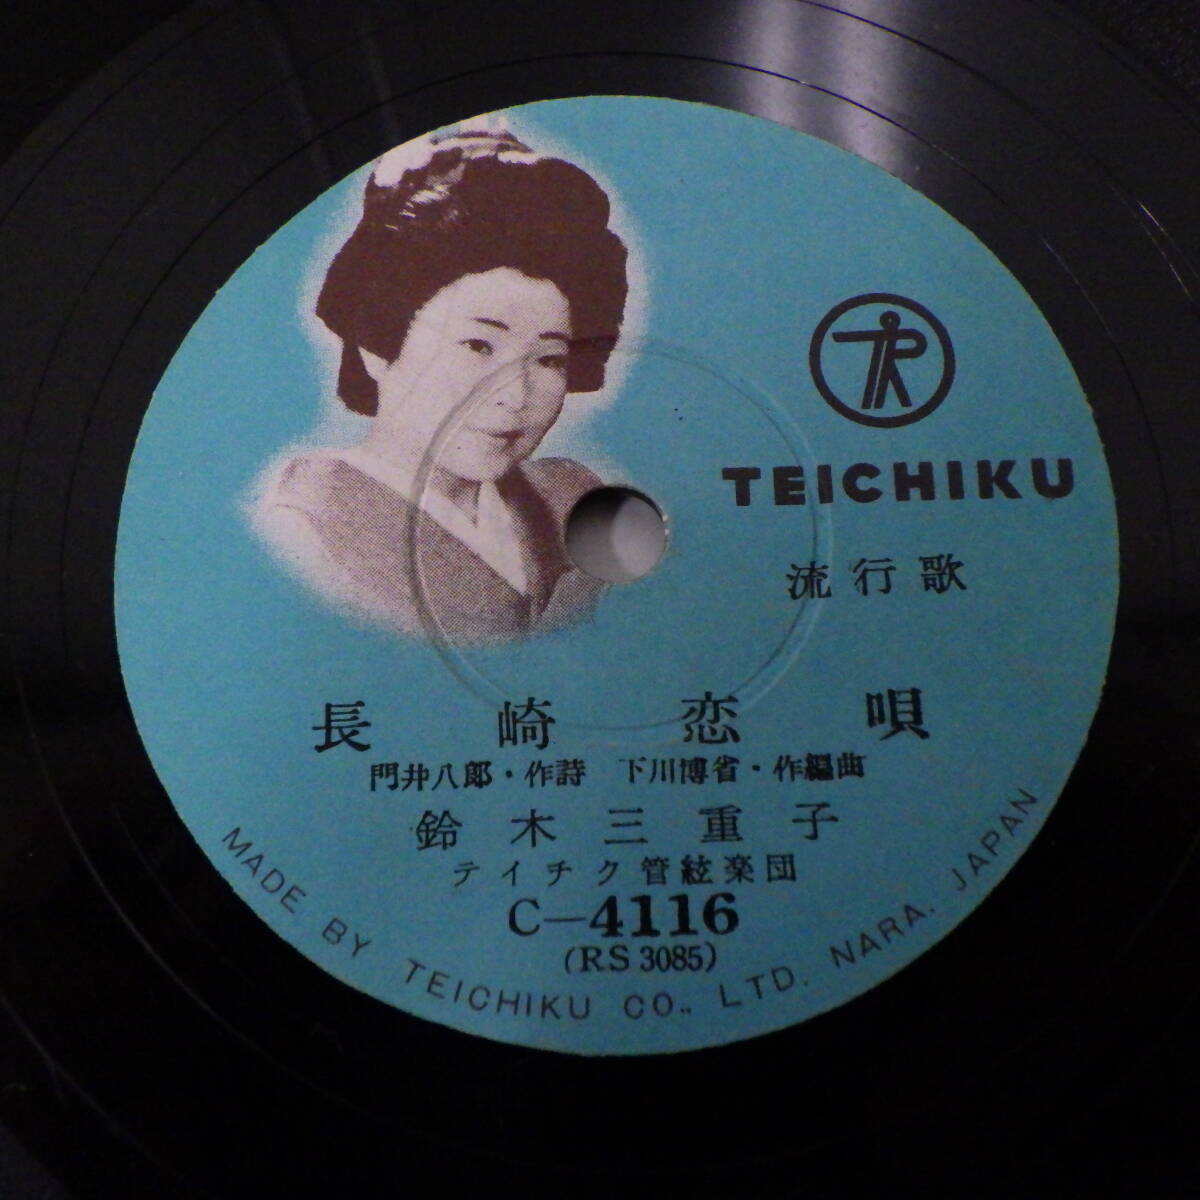 TEICHIKU
流行歌
長崎恋唄
門井八郎・作詩 下川博省・作編曲
鈴木三重子
テイチク管絃楽団
C-4116
(RS 3085)
MADE BY TEICHIKU CO., LTD. NARA. JAPAN